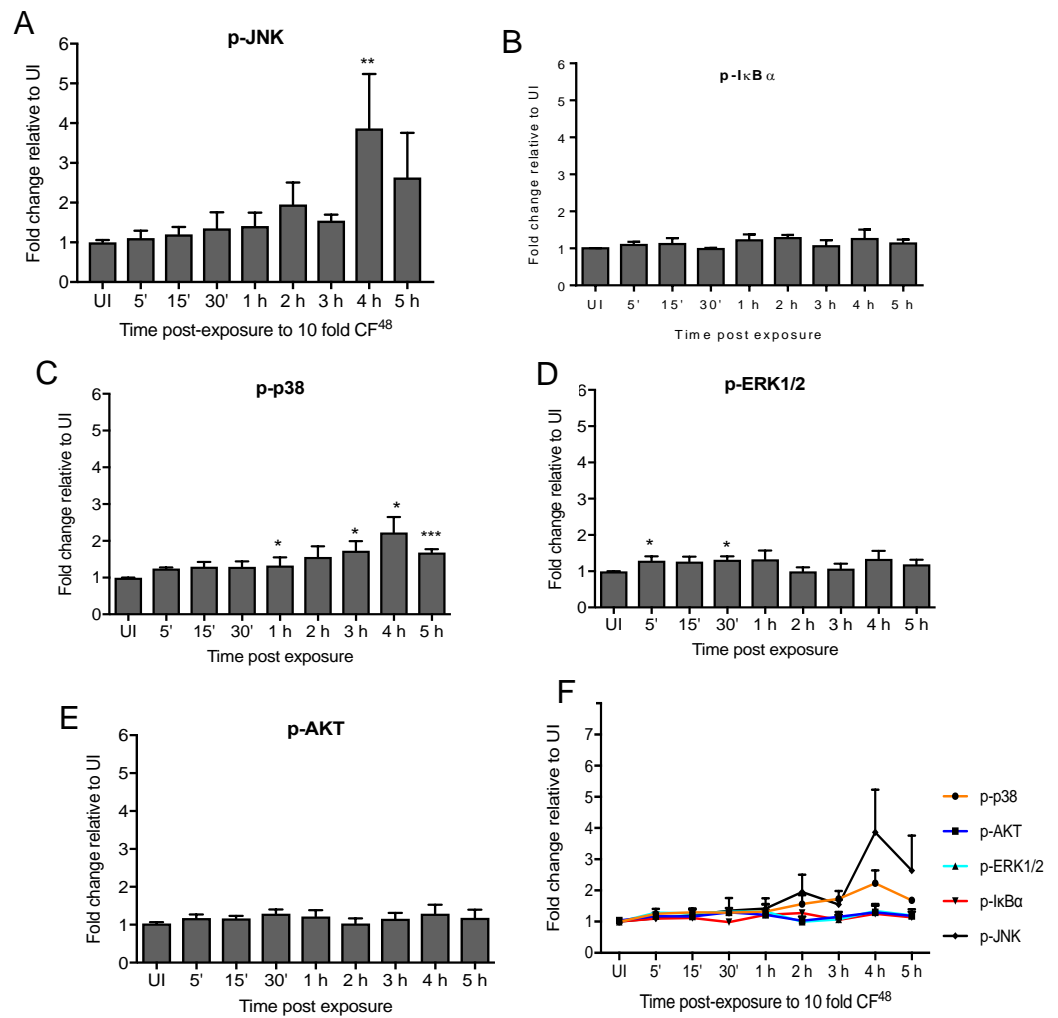 A
p-JNK
Fold change relative to UI
6
5
4
3
2
1
0
**
UI 5' 15' 30' 1 h 2 h 3 h 4 h 5 h
Time post-exposure to 10 fold CF⁴⁸
B
p-IκBα
Fold change relative to UI
6
5
4
3
2
1
0
UI 5' 15' 30' 1 h 2 h 3 h 4 h 5 h
Time post exposure
C
p-p38
Fold change relative to UI
6
5
4
3
2
1
0
* * * ***
UI 5' 15' 30' 1 h 2 h 3 h 4 h 5 h
Time post exposure
D
p-ERK1/2
Fold change relative to UI
6
5
4
3
2
1
0
* *
UI 5' 15' 30' 1 h 2 h 3 h 4 h 5 h
Time post exposure
E
p-AKT
Fold change relative to UI
6
5
4
3
2
1
0
UI 5' 15' 30' 1 h 2 h 3 h 4 h 5 h
Time post exposure
F
Fold change relative to UI
7
6
5
4
3
2
1
0
UI 5' 15' 30' 1 h 2 h 3 h 4 h 5 h
Time post-exposure to 10 fold CF⁴⁸
p-p38
p-AKT
p-ERK1/2
p-IκBα
p-JNK